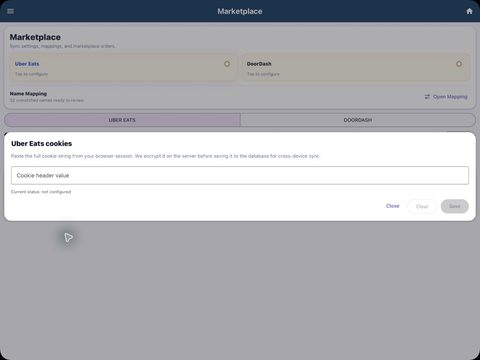 Marketplace
Marketplace
Sync settings, mappings, and marketplace orders.
Uber Eats
Tap to configure
DoorDash
Tap to configure
Name Mapping
32 unmatched names ready to review
Open Mapping
UBER EATS
DOORDASH
Uber Eats cookies
Paste the full cookie string from your browser session. We encrypt it on the server before saving it to the database for cross-device sync.
Cookie header value
Current status: not configured
Close
Clear
Save